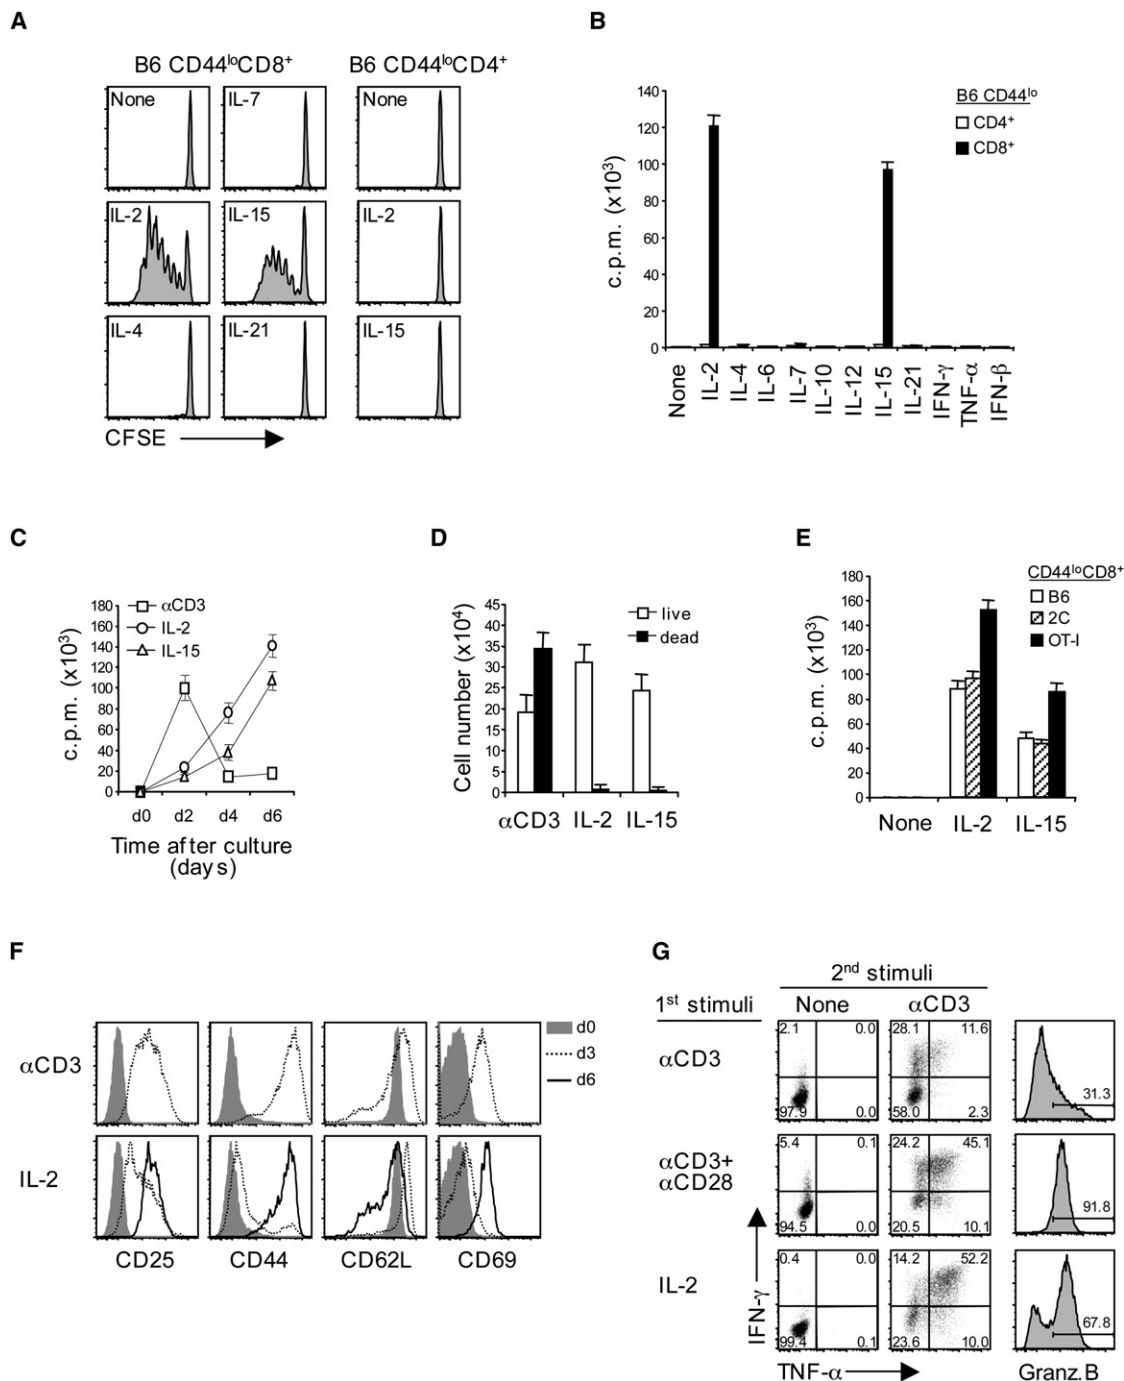 A
B6 CD44loCD8+
B6 CD44loCD4+
None
IL-7
None
IL-2
IL-15
IL-2
IL-4
IL-21
IL-15
CFSE
B
c.p.m. (x10³)
140
120
100
80
60
40
20
0
None
IL-2
IL-4
IL-6
IL-7
IL-10
IL-12
IL-15
IL-21
IFN-γ
TNF-α
IFN-β
B6 CD44lo
CD4+
CD8+
C
c.p.m. (x10³)
180
160
140
120
100
80
60
40
20
0
αCD3
IL-2
IL-15
d0
d2
d4
d6
Time after culture
(days)
D
Cell number (x10⁴)
45
40
35
30
25
20
15
10
5
0
live
dead
αCD3
IL-2
IL-15
E
c.p.m. (x10³)
180
160
140
120
100
80
60
40
20
0
CD44loCD8+
B6
2C
OT-I
None
IL-2
IL-15
F
αCD3
IL-2
d0
d3
d6
CD25
CD44
CD62L
CD69
G
2nd stimuli
1st stimuli
None
αCD3
αCD3
2.1
0.0
28.1
11.6
97.9
0.0
58.0
2.3
31.3
αCD3+
αCD28
5.4
0.1
24.2
45.1
94.5
0.0
20.5
10.1
91.8
IL-2
0.4
0.0
14.2
52.2
99.4
0.1
23.6
10.0
67.8
IFN-γ
TNF-α
Granz.B